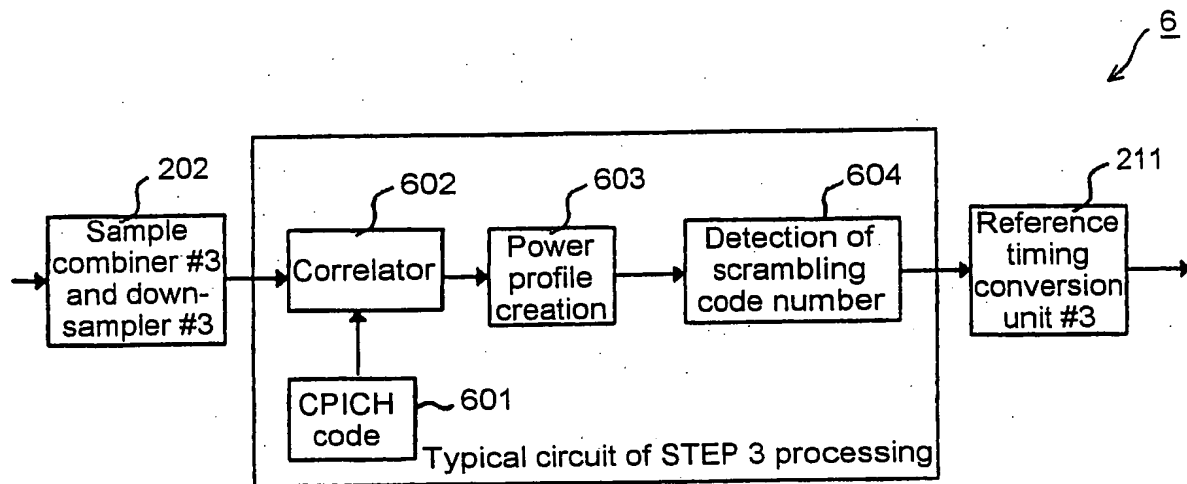 6
202
Sample
combiner #3
and down-
sampler #3
602
Correlator
603
Power
profile
creation
604
Detection of
scrambling
code number
211
Reference
timing
conversion
unit #3
CPICH
code
601
Typical circuit of STEP 3 processing